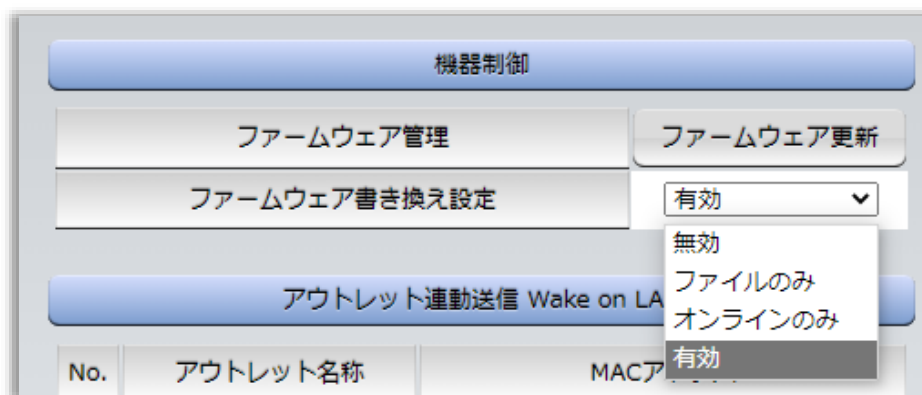 機器制御
ファームウェア管理 ファームウェア更新
ファームウェア書き換え設定 有効
無効
ファイルのみ
オンラインのみ
有効
アウトレット連動送信 Wake on LA
No. アウトレット名称 MACア